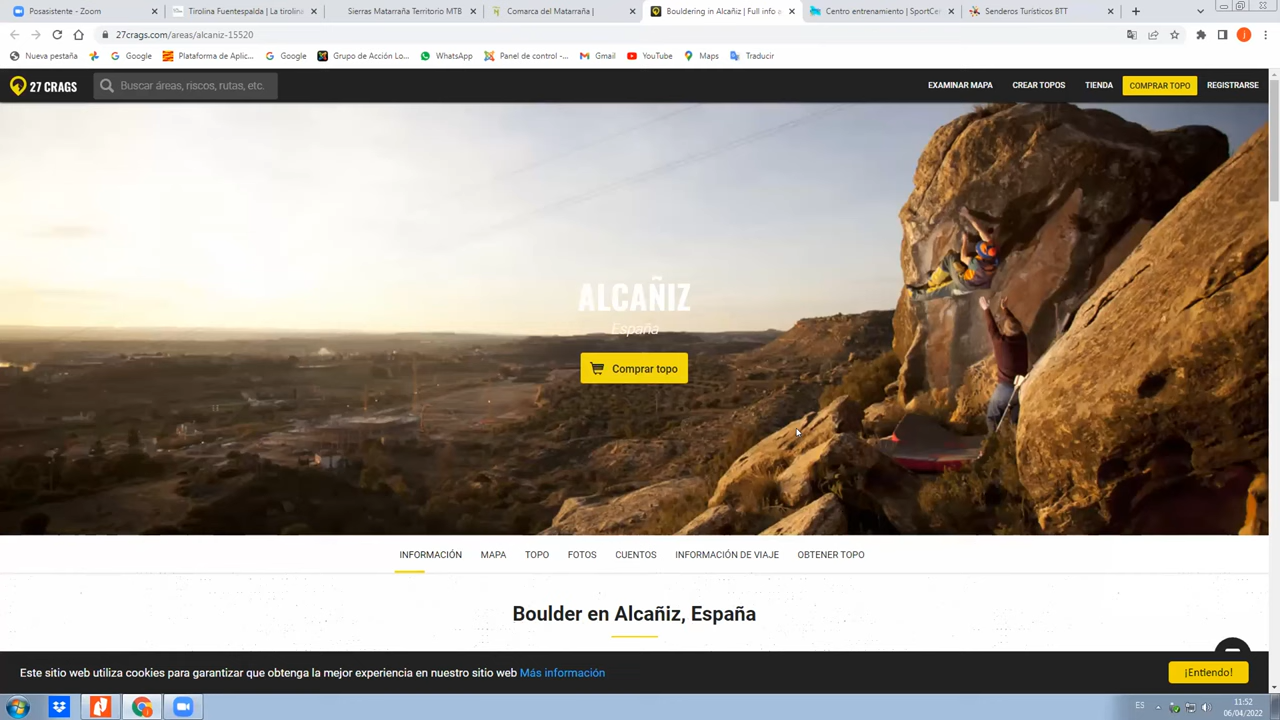 Posasistente - Zoom
Tirolina Fuentespalda | La tirolin
Sierras Matarraña Territorio MTB
Comarca del Matarraña |
Bouldering in Alcañiz | Full info a
Centro entrenamiento | SportCe
Senderos Turísticos BTT
27crags.com/areas/alcaniz-15520
Nueva pestaña
Google
Plataforma de Aplic...
Google
Grupo de Acción Lo...
WhatsApp
Panel de control -...
Gmail
YouTube
Maps
Traducir
27 CRAGS
Buscar áreas, riscos, rutas, etc.
EXAMINAR MAPA
CREAR TOPOS
TIENDA
COMPRAR TOPO
REGISTRARSE
ALCAÑIZ
España
Comprar topo
INFORMACIÓN
MAPA
TOPO
FOTOS
CUENTOS
INFORMACIÓN DE VIAJE
OBTENER TOPO
Boulder en Alcañiz, España
Este sitio web utiliza cookies para garantizar que obtenga la mejor experiencia en nuestro sitio web Más información
¡Entiendo!
ES
11:52
06/04/2022